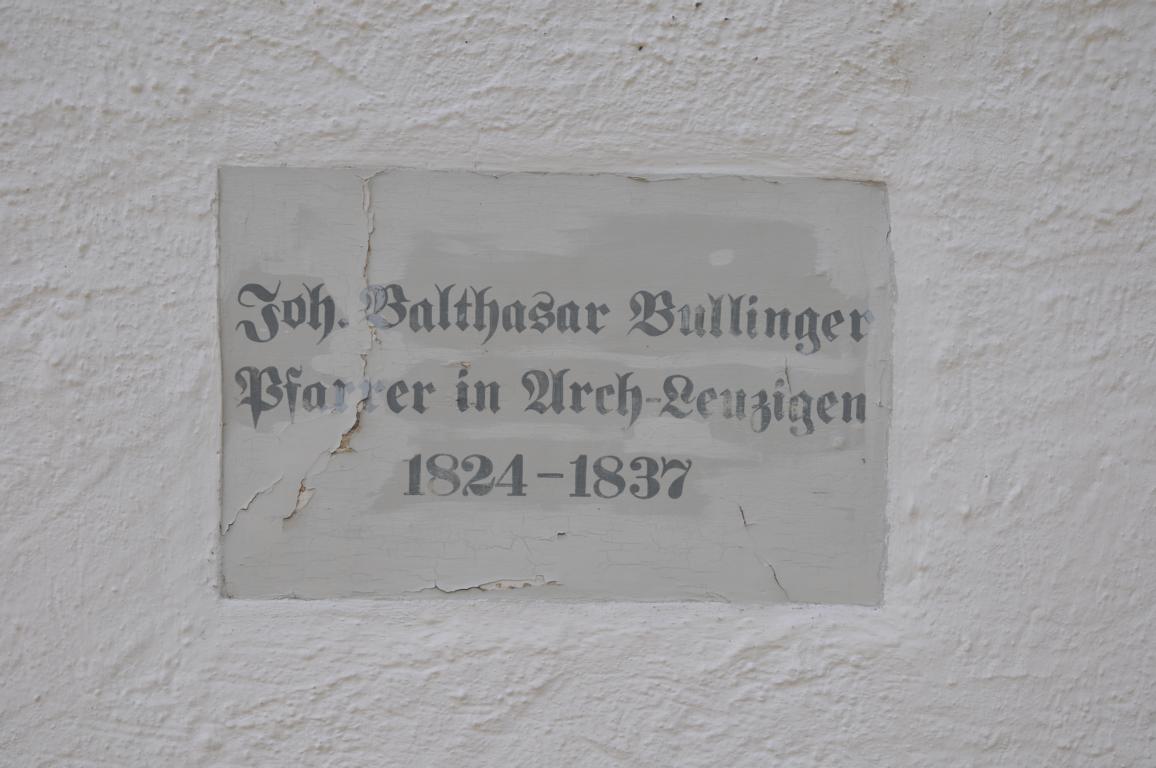 Joh. Balthasar Bullinger
Pfarrer in Arch-Leuzigen
1824-1837